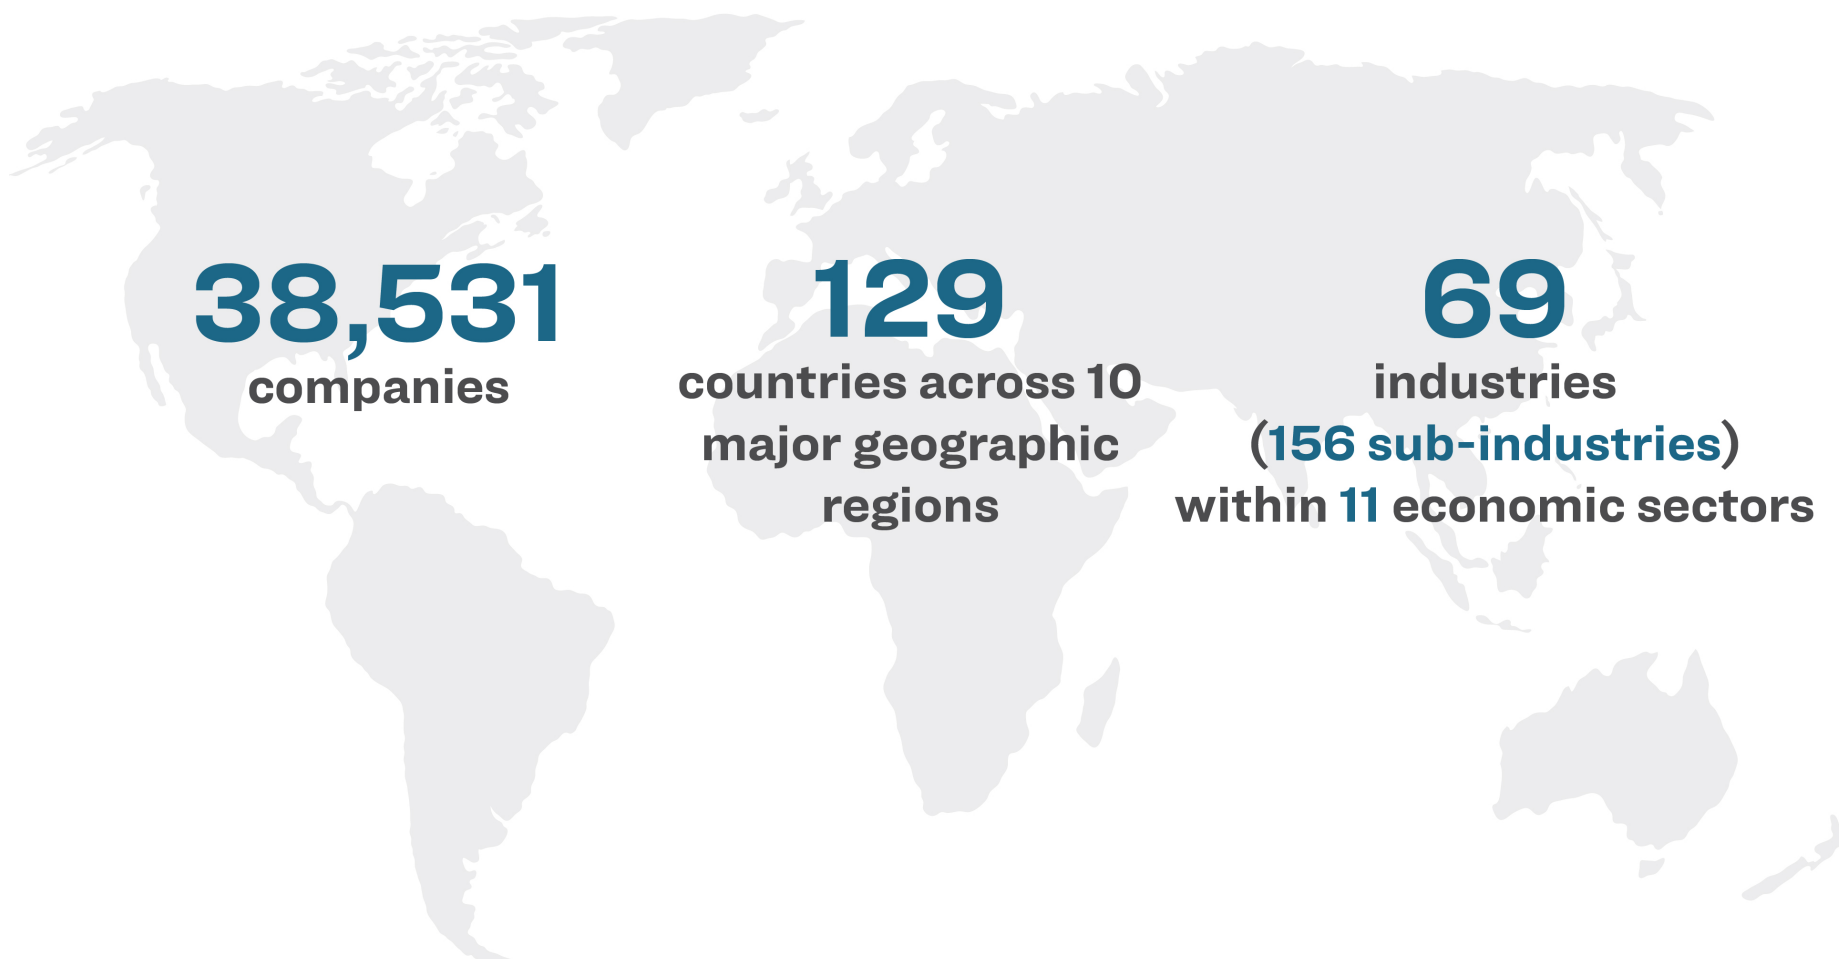 38,531
companies
129
countries across 10
major geographic
regions
69
industries
(156 sub-industries)
within 11 economic sectors